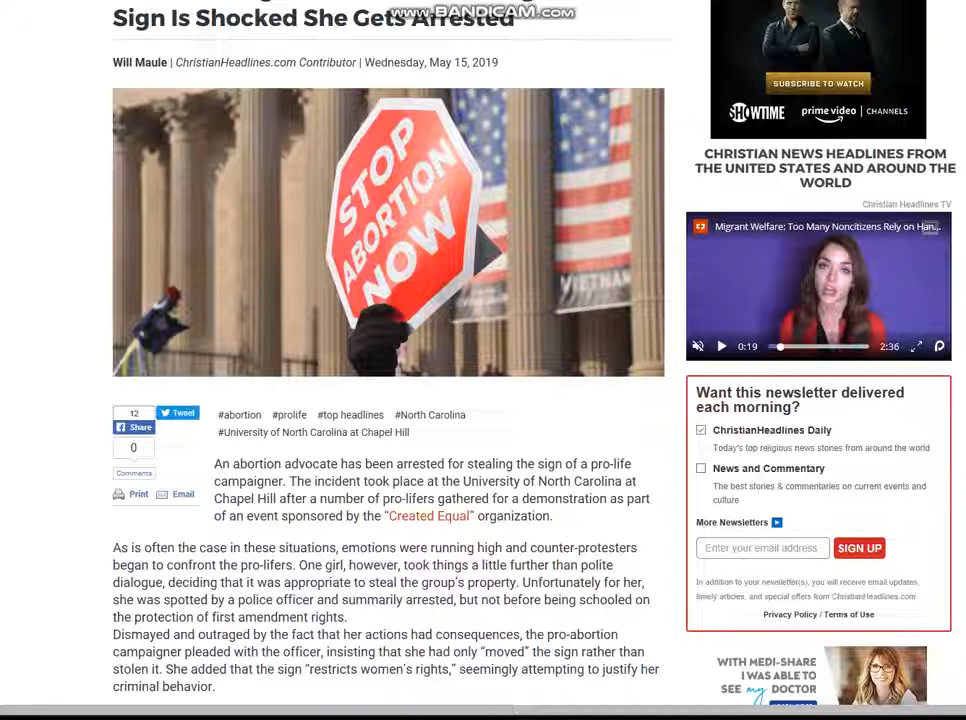 www.BANDICAM.com
Sign Is Shocked She Gets Arrested
Will Maule | ChristianHeadlines.com Contributor | Wednesday, May 15, 2019
STOP
ABORTION
NOW
VIETNAM
12
Tweet
Share
0
Comments
Print Email
#abortion #prolife #top headlines #North Carolina
#University of North Carolina at Chapel Hill
An abortion advocate has been arrested for stealing the sign of a pro-life
campaigner. The incident took place at the University of North Carolina at
Chapel Hill after a number of pro-lifers gathered for a demonstration as part
of an event sponsored by the “Created Equal” organization.
As is often the case in these situations, emotions were running high and counter-protesters
began to confront the pro-lifers. One girl, however, took things a little further than polite
dialogue, deciding that it was appropriate to steal the group’s property. Unfortunately for her,
she was spotted by a police officer and summarily arrested, but not before being schooled on
the protection of first amendment rights.
Dismayed and outraged by the fact that her actions had consequences, the pro-abortion
campaigner pleaded with the officer, insisting that she had only “moved” the sign rather than
stolen it. She added that the sign “restricts women’s rights,” seemingly attempting to justify her
criminal behavior.
SUBSCRIBE TO WATCH
SHOWTIME prime video | CHANNELS
CHRISTIAN NEWS HEADLINES FROM
THE UNITED STATES AND AROUND THE
WORLD
Christian Headlines TV
Migrant Welfare: Too Many Noncitizens Rely on Han...
0:19 2:36
Want this newsletter delivered
each morning?
ChristianHeadlines Daily
Today's top religious news stories from around the world
News and Commentary
The best stories & commentaries on current events and
culture
More Newsletters
Enter your email address SIGN UP
In addition to your newsletter(s), you will receive email updates,
timely articles, and special offers from ChristianHeadlines.com
Privacy Policy / Terms of Use
WITH MEDI-SHARE
I WAS ABLE TO
SEE my DOCTOR